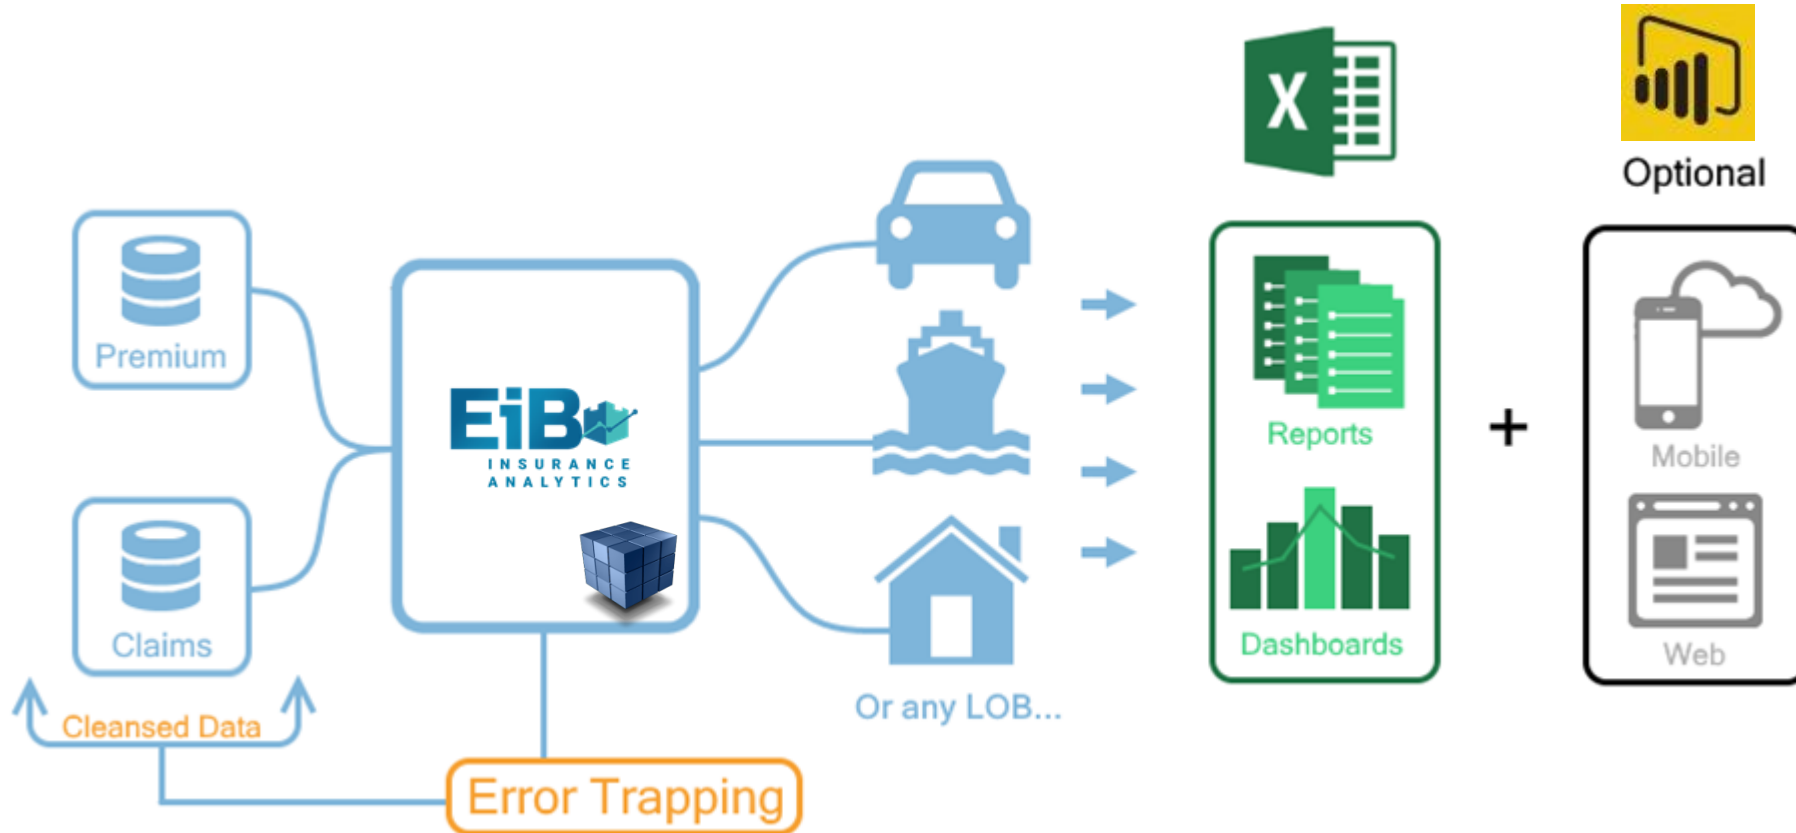 Premium
Claims
Cleansed Data
EiB
INSURANCE
ANALYTICS
Error Trapping
Or any LOB...
X
Reports
Dashboards
+
Optional
Mobile
Web